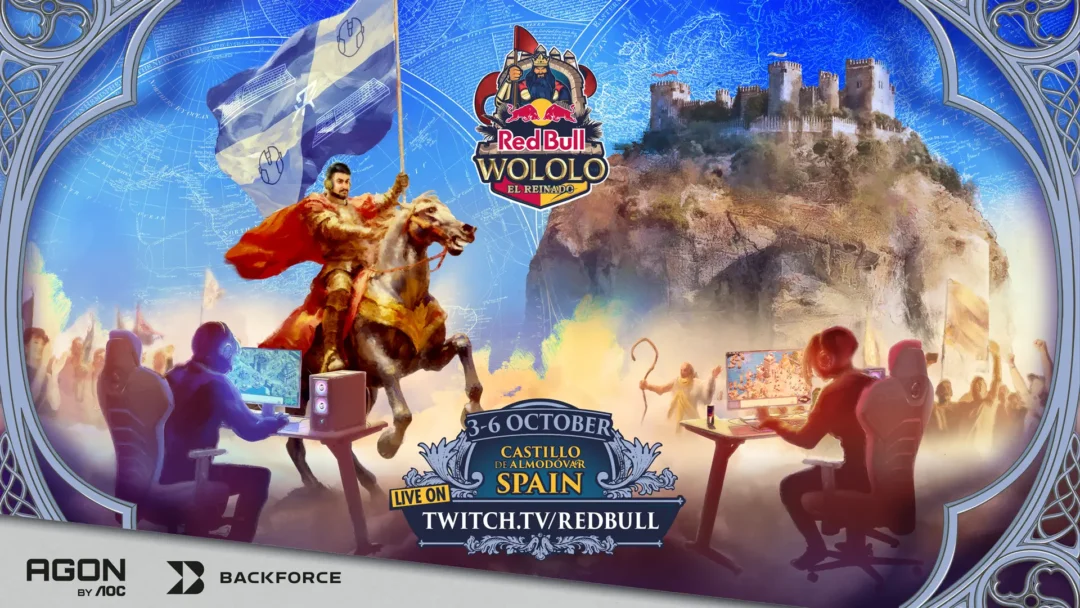 Red Bull
WOLOLO
EL REINADO
3-6 OCTOBER
CASTILLO
DE ALMODÓVAR
SPAIN
LIVE ON
TWITCH.TV/REDBULL
AGON
BY AOC
BACKFORCE